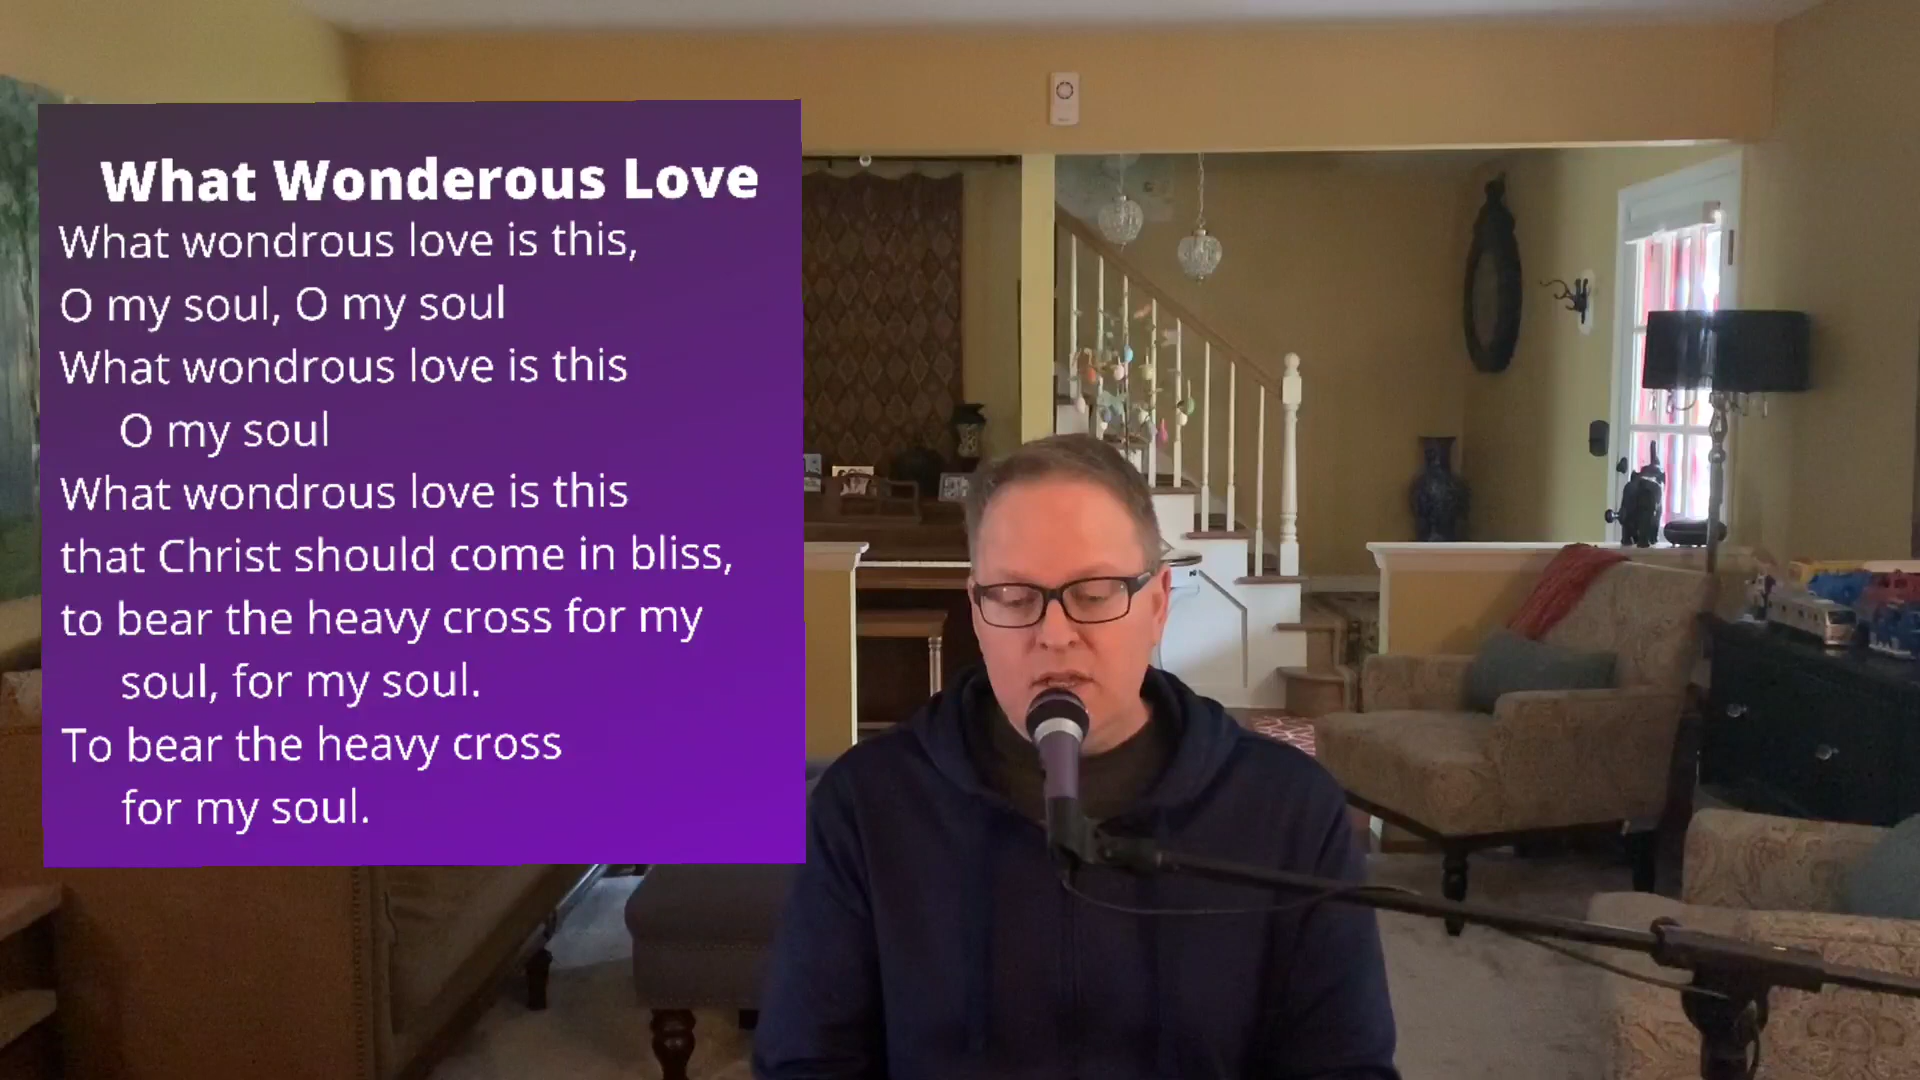 What Wonderous Love
What wondrous love is this,
O my soul, O my soul
What wondrous love is this
O my soul
What wondrous love is this
that Christ should come in bliss,
to bear the heavy cross for my
soul, for my soul.
To bear the heavy cross
for my soul.